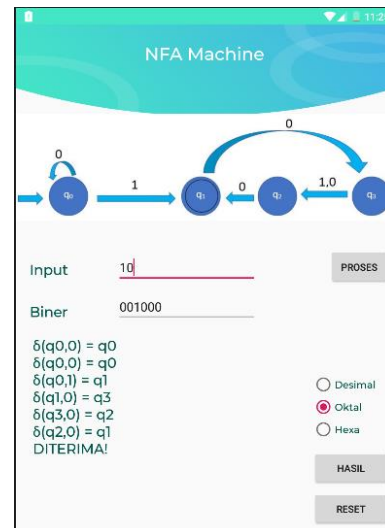 11:2
NFA Machine
0
0
1
0
1,0
q₀
q₁
q₂
q₃
Input
10
PROSES
Biner
001000
δ(q0,0) = q0
δ(q0,0) = q0
δ(q0,1) = q1
δ(q1,0) = q3
δ(q3,0) = q2
δ(q2,0) = q1
DITERIMA!
Desimal
Oktal
Hexa
HASIL
RESET